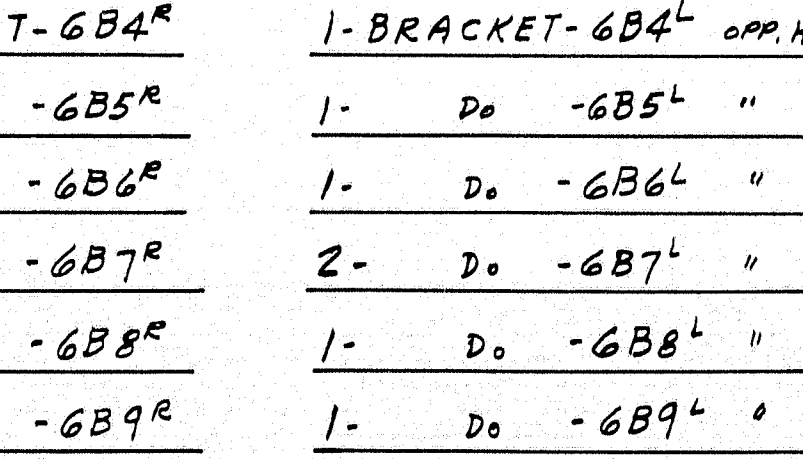 T-6B4ᴿ 1-BRACKET-6B4ᴸ OPP. H
-6B5ᴿ 1- Do -6B5ᴸ "
-6B6ᴿ 1- Do -6B6ᴸ "
-6B7ᴿ 2- Do -6B7ᴸ "
-6B8ᴿ 1- Do -6B8ᴸ "
-6B9ᴿ 1- Do -6B9ᴸ "